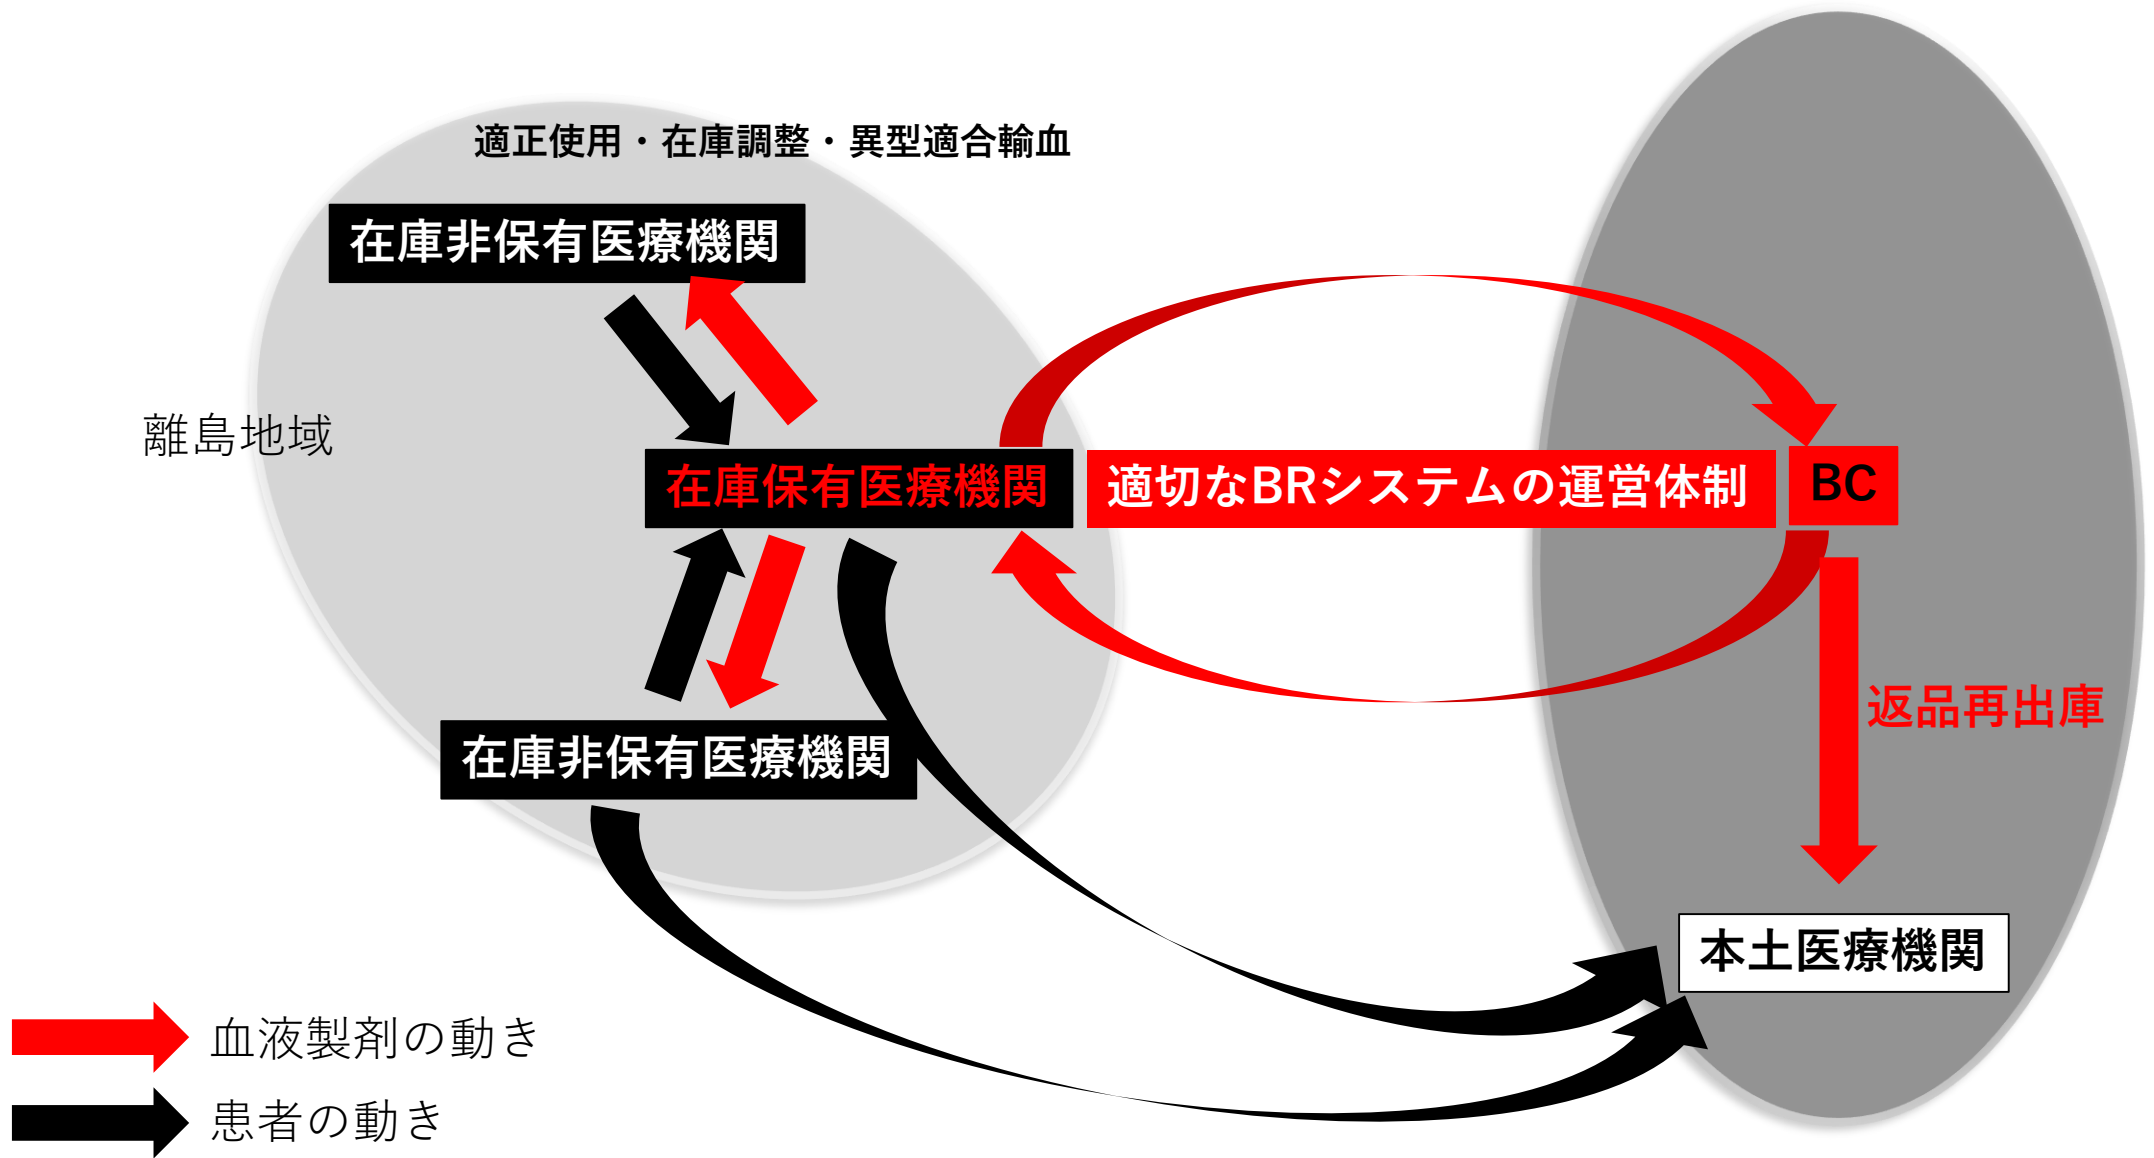 適正使用・在庫調整・異型適合輸血
在庫非保有医療機関
離島地域
在庫保有医療機関
適切なBRシステムの運営体制
BC
返品再出庫
在庫非保有医療機関
本土医療機関
血液製剤の動き
患者の動き